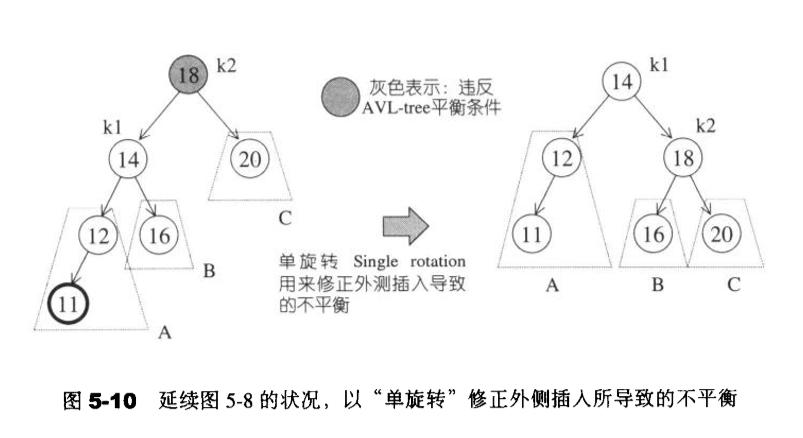 18
k2
k1
14
20
C
12
16
B
11
A
灰色表示：违反
AVL-tree平衡条件
单旋转 Single rotation
用来修正外测插入导致
的不平衡
14
k1
k2
12
18
11
16
20
A
B
C
图 5-10 延续图 5-8 的状况，以“单旋转”修正外侧插入所导致的不平衡